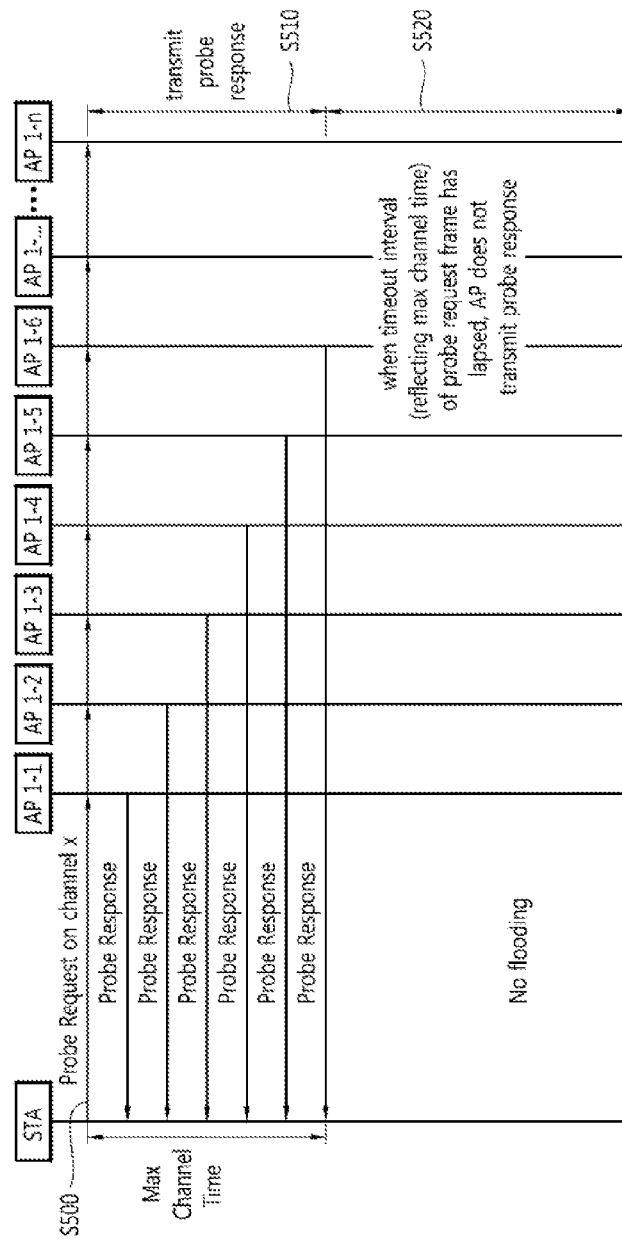 STA
AP 1-1
AP 1-2
AP 1-3
AP 1-4
AP 1-5
AP 1-6
AP 1-...
...
AP 1-n
S500
Probe Request on channel x
Max
Channel
Time
Probe Response
Probe Response
Probe Response
Probe Response
Probe Response
Probe Response
transmit
probe
response
S510
No flooding
when timeout interval
(reflecting max channel time)
of probe request frame has
lapsed, AP does not
transmit probe response
S520